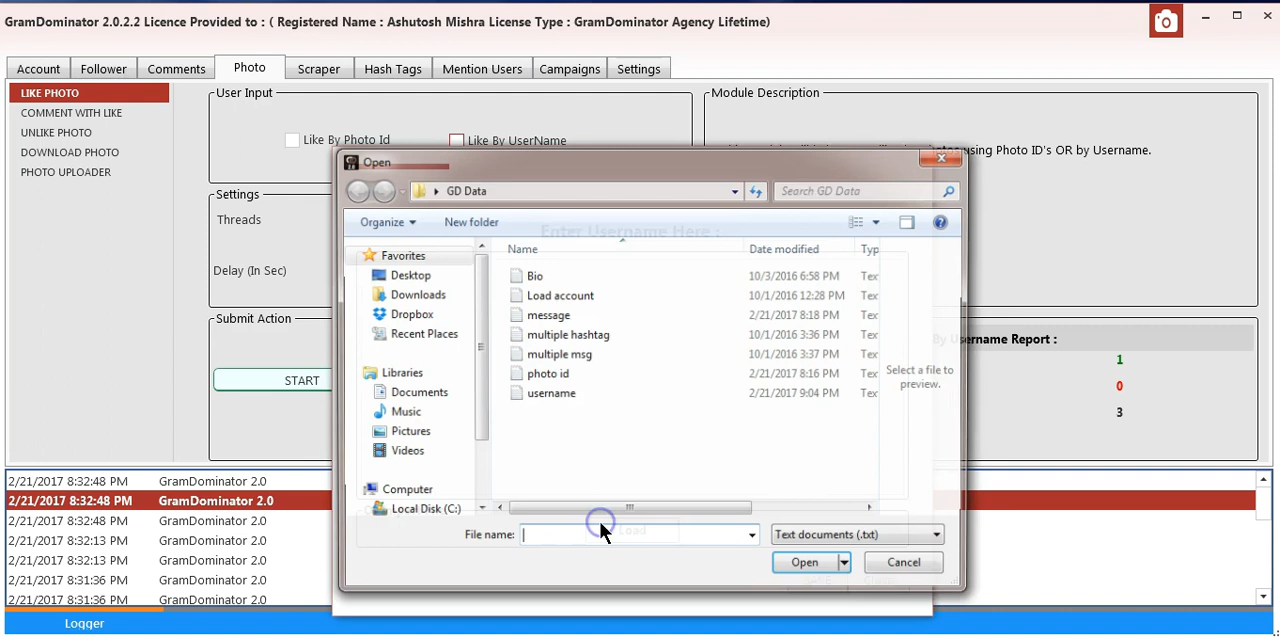 GramDominator 2.0.2.2 Licence Provided to : ( Registered Name : Ashutosh Mishra License Type : GramDominator Agency Lifetime)
Account Follower Comments Photo Scraper Hash Tags Mention Users Campaigns Settings
LIKE PHOTO
COMMENT WITH LIKE
UNLIKE PHOTO
DOWNLOAD PHOTO
PHOTO UPLOADER
User Input
Like By Photo Id Like By UserName
Module Description
using Photo ID's OR by Username.
Settings
Threads
Delay (In Sec)
Submit Action
START
By Username Report :
1
0
3
Open
GD Data
Search GD Data
Organize New folder
Enter Username Here :
Favorites
Desktop
Downloads
Dropbox
Recent Places
Libraries
Documents
Music
Pictures
Videos
Computer
Local Disk (C:)
Name Date modified Typ
Bio 10/3/2016 6:58 PM Tex
Load account 10/1/2016 12:28 PM Tex
message 2/21/2017 8:18 PM Tex
multiple hashtag 10/1/2016 3:36 PM Tex
multiple msg 10/1/2016 3:37 PM Tex
photo id 2/21/2017 8:16 PM Tex
username 2/21/2017 9:04 PM Tex
Select a file to
preview.
Load
File name: Text documents (.txt)
Open Cancel
2/21/2017 8:32:48 PM GramDominator 2.0
2/21/2017 8:32:48 PM GramDominator 2.0
2/21/2017 8:32:48 PM GramDominator 2.0
2/21/2017 8:32:13 PM GramDominator 2.0
2/21/2017 8:32:13 PM GramDominator 2.0
2/21/2017 8:31:36 PM GramDominator 2.0
2/21/2017 8:31:36 PM GramDominator 2.0
Logger